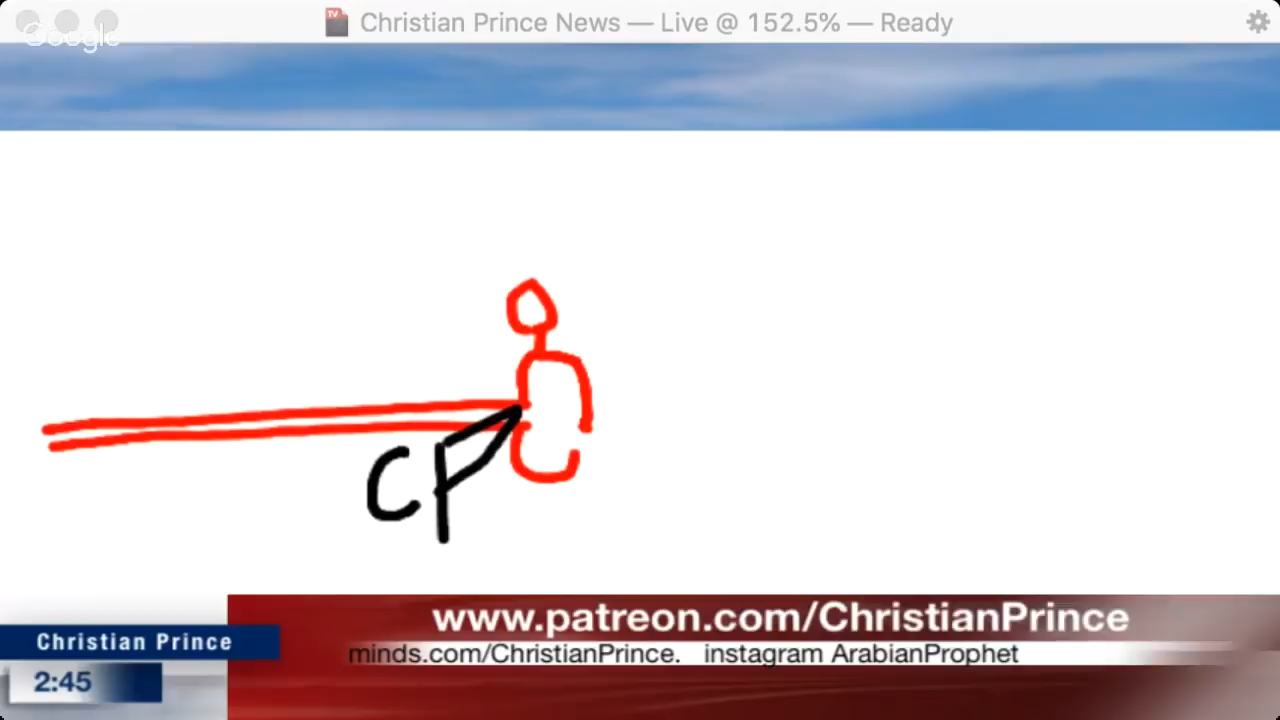 Christian Prince News — Live @ 152.5% — Ready
Google
TV
CP
www.patreon.com/ChristianPrince
Christian Prince
minds.com/ChristianPrince. instagram ArabianProphet
2:45